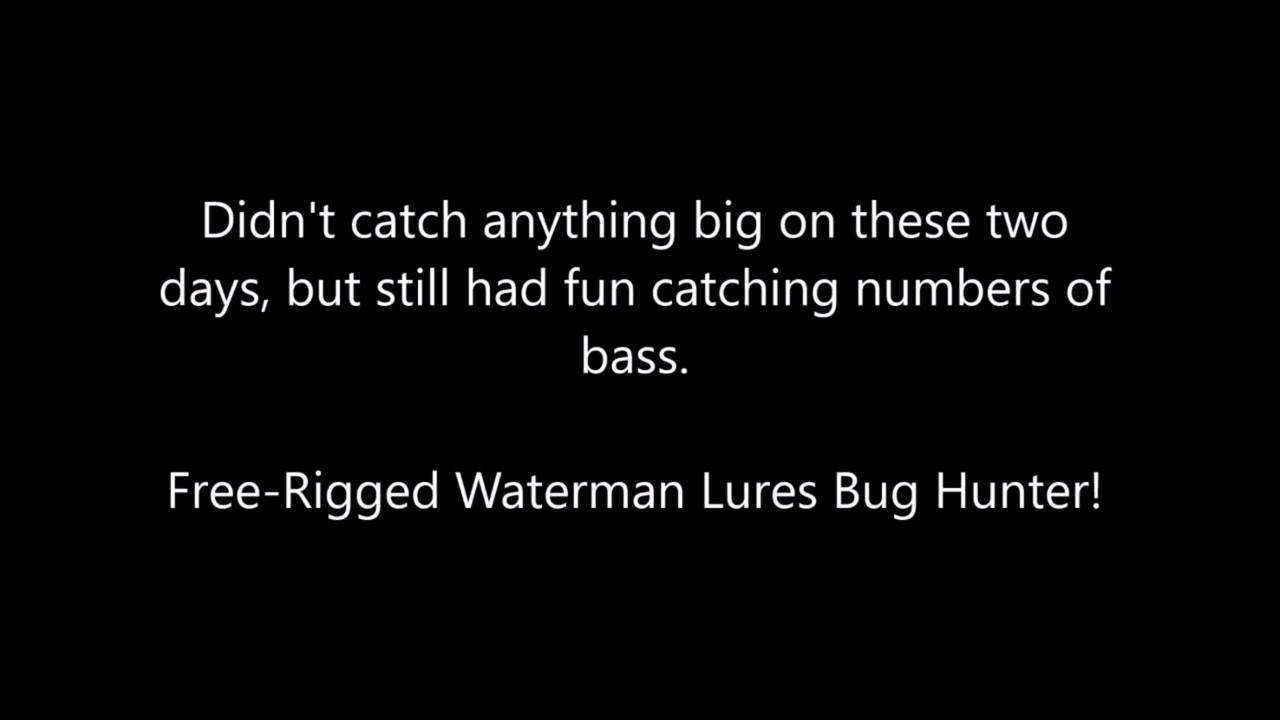 Didn't catch anything big on these two
days, but still had fun catching numbers of
bass.
Free-Rigged Waterman Lures Bug Hunter!